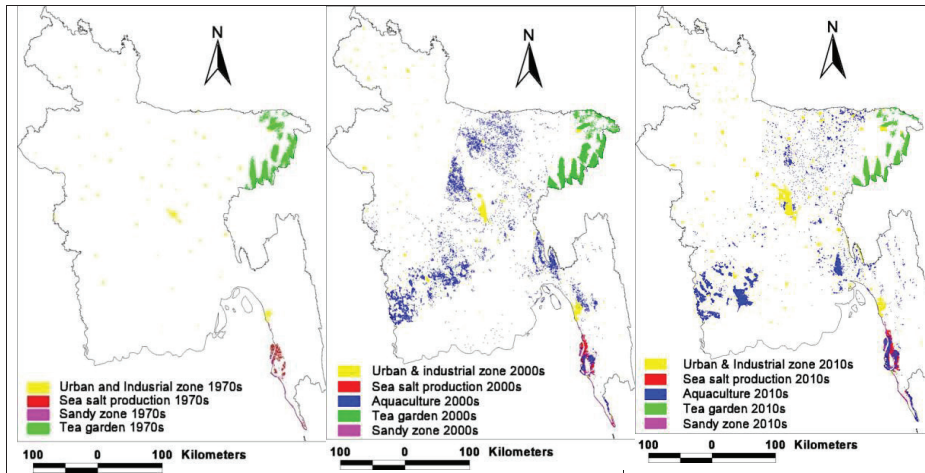 N
Urban and Indusrial zone 1970s
Sea salt production 1970s
Sandy zone 1970s
Tea garden 1970s
100 0 100 Kilometers
N
Urban & industrial zone 2000s
Sea salt production 2000s
Aquaculture 2000s
Tea garden 2000s
Sandy zone 2000s
100 0 100 Kilometers
N
Urban & Industrial zone 2010s
Sea salt production 2010s
Aquaculture 2010s
Tea garden 2010s
Sandy zone 2010s
100 0 100 Kilometers